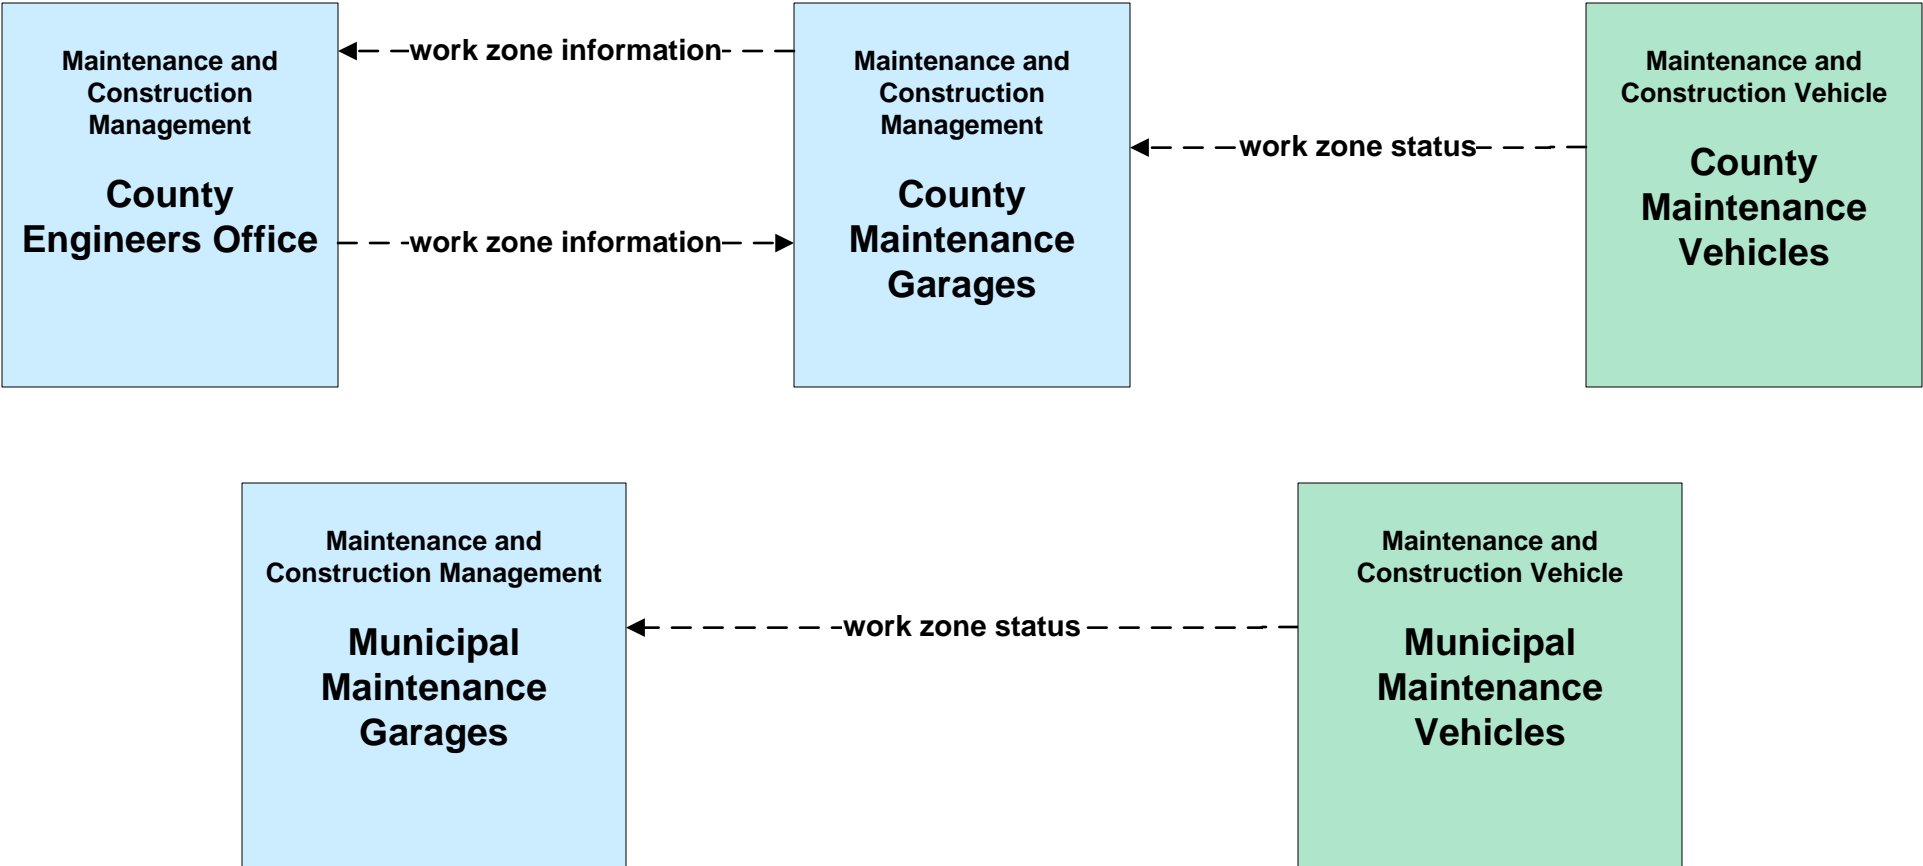 Maintenance and
Construction
Management
County
Engineers Office
work zone information
work zone information
Maintenance and
Construction
Management
County
Maintenance
Garages
work zone status
Maintenance and
Construction Vehicle
County
Maintenance
Vehicles
Maintenance and
Construction Management
Municipal
Maintenance
Garages
work zone status
Maintenance and
Construction Vehicle
Municipal
Maintenance
Vehicles